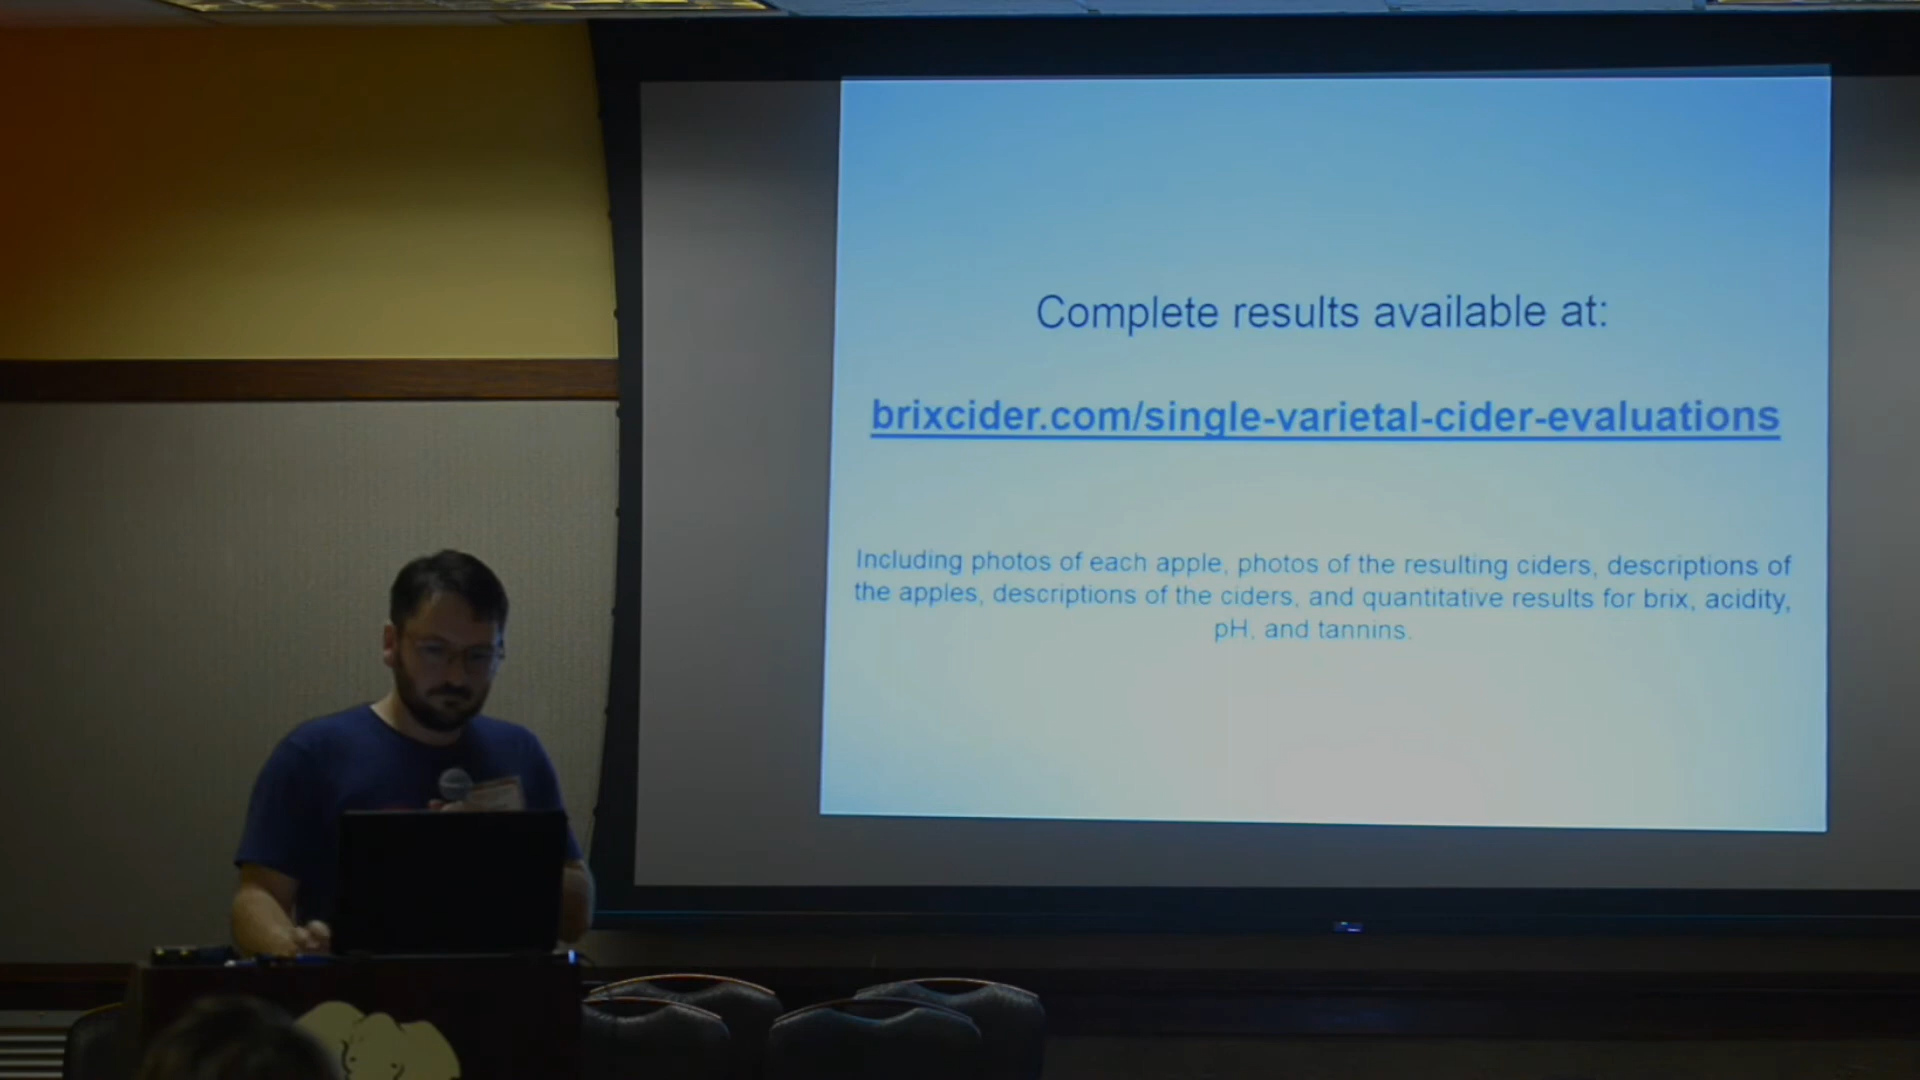 Complete results available at:
brixcider.com/single-varietal-cider-evaluations
Including photos of each apple, photos of the resulting ciders, descriptions of
the apples, descriptions of the ciders, and quantitative results for brix, acidity,
pH, and tannins.